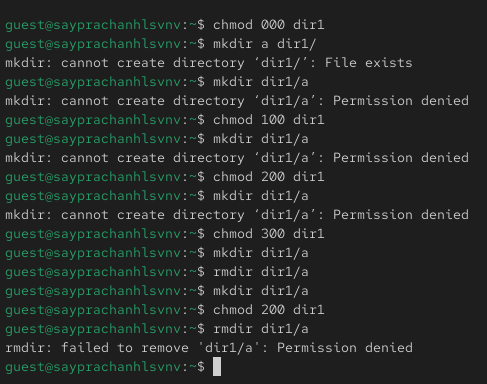 guest@sayprachanhlsvnv:~$ chmod 000 dir1
guest@sayprachanhlsvnv:~$ mkdir a dir1/
mkdir: cannot create directory ‘dir1/’: File exists
guest@sayprachanhlsvnv:~$ mkdir dir1/a
mkdir: cannot create directory ‘dir1/a’: Permission denied
guest@sayprachanhlsvnv:~$ chmod 100 dir1
guest@sayprachanhlsvnv:~$ mkdir dir1/a
mkdir: cannot create directory ‘dir1/a’: Permission denied
guest@sayprachanhlsvnv:~$ chmod 200 dir1
guest@sayprachanhlsvnv:~$ mkdir dir1/a
mkdir: cannot create directory ‘dir1/a’: Permission denied
guest@sayprachanhlsvnv:~$ chmod 300 dir1
guest@sayprachanhlsvnv:~$ mkdir dir1/a
guest@sayprachanhlsvnv:~$ rmdir dir1/a
guest@sayprachanhlsvnv:~$ mkdir dir1/a
guest@sayprachanhlsvnv:~$ chmod 200 dir1
guest@sayprachanhlsvnv:~$ rmdir dir1/a
rmdir: failed to remove 'dir1/a': Permission denied
guest@sayprachanhlsvnv:~$